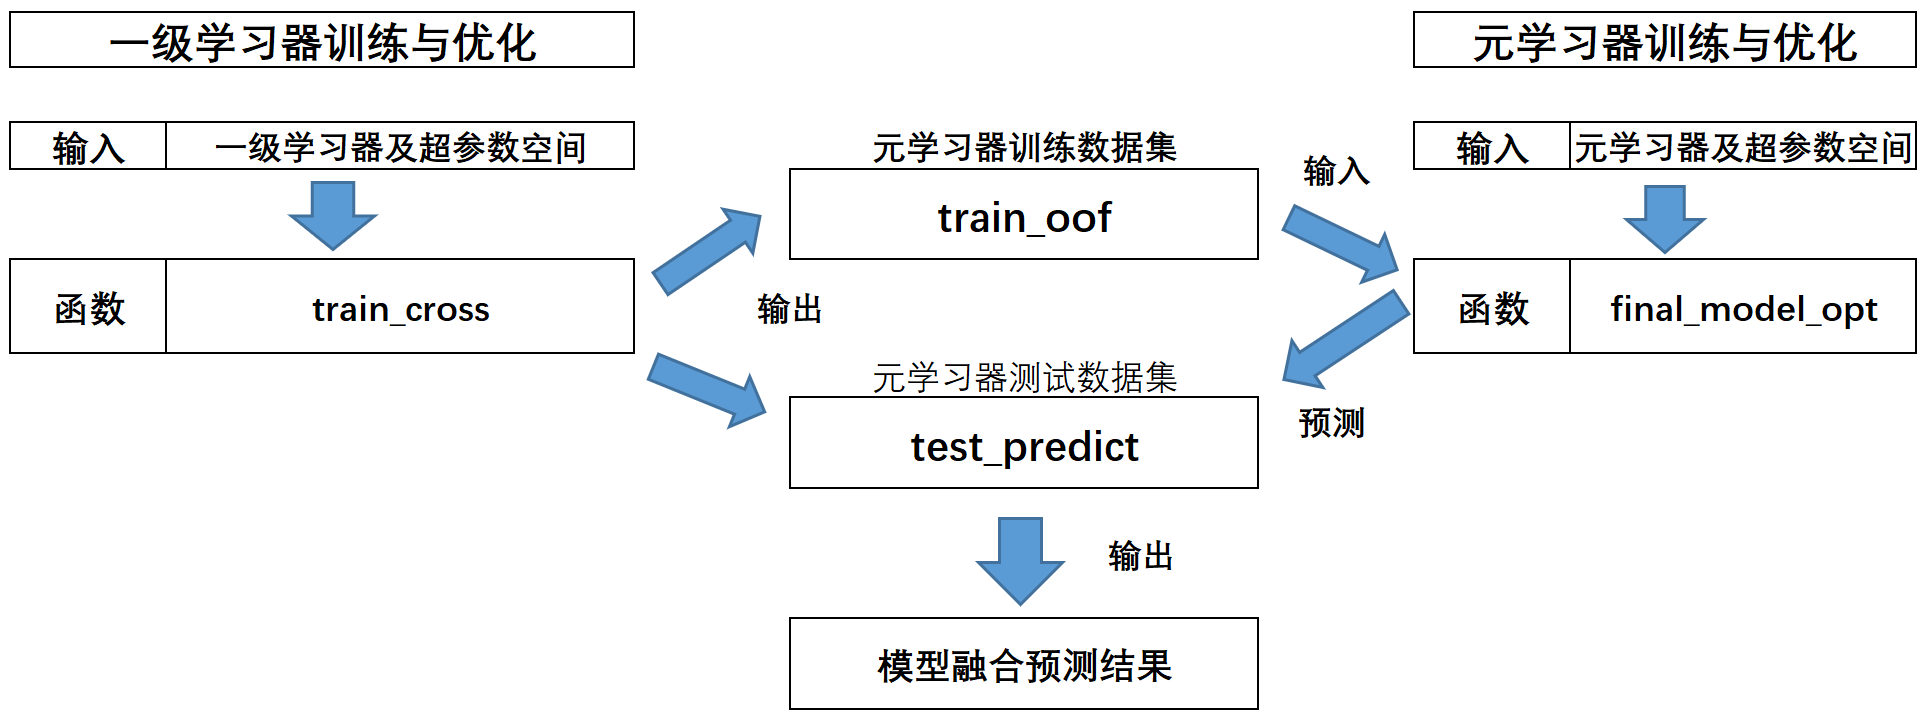 一级学习器训练与优化
元学习器训练与优化
输入 一级学习器及超参数空间
元学习器训练数据集
输入
输入 元学习器及超参数空间
train_oof
函数 train_cross
输出
函数 final_model_opt
元学习器测试数据集
test_predict
预测
输出
模型融合预测结果